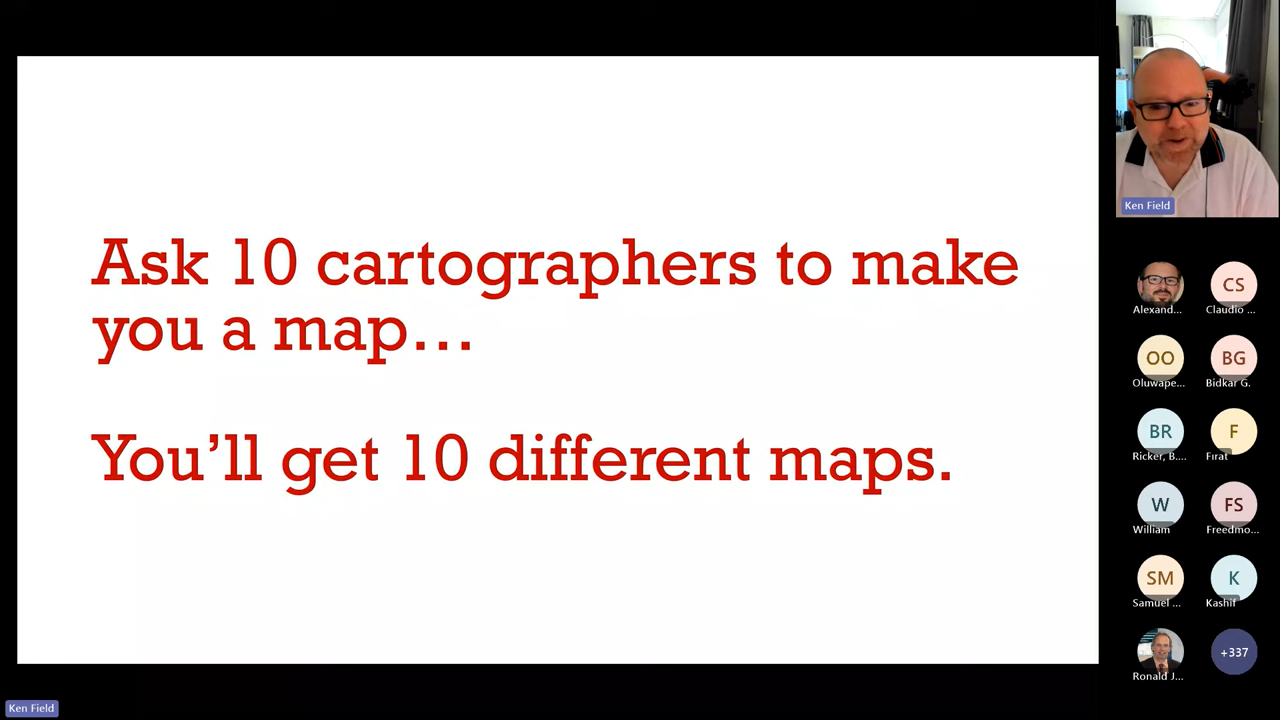 Ask 10 cartographers to make
you a map...
You'll get 10 different maps.
Ken Field
Alexand...
CS
Claudio ...
OO
Oluwape...
BG
Bidkar G.
BR
Ricker, B....
F
Fırat
W
William
FS
Freedmo...
SM
Samuel ...
K
Kashif
Ronald J...
+337
Ken Field